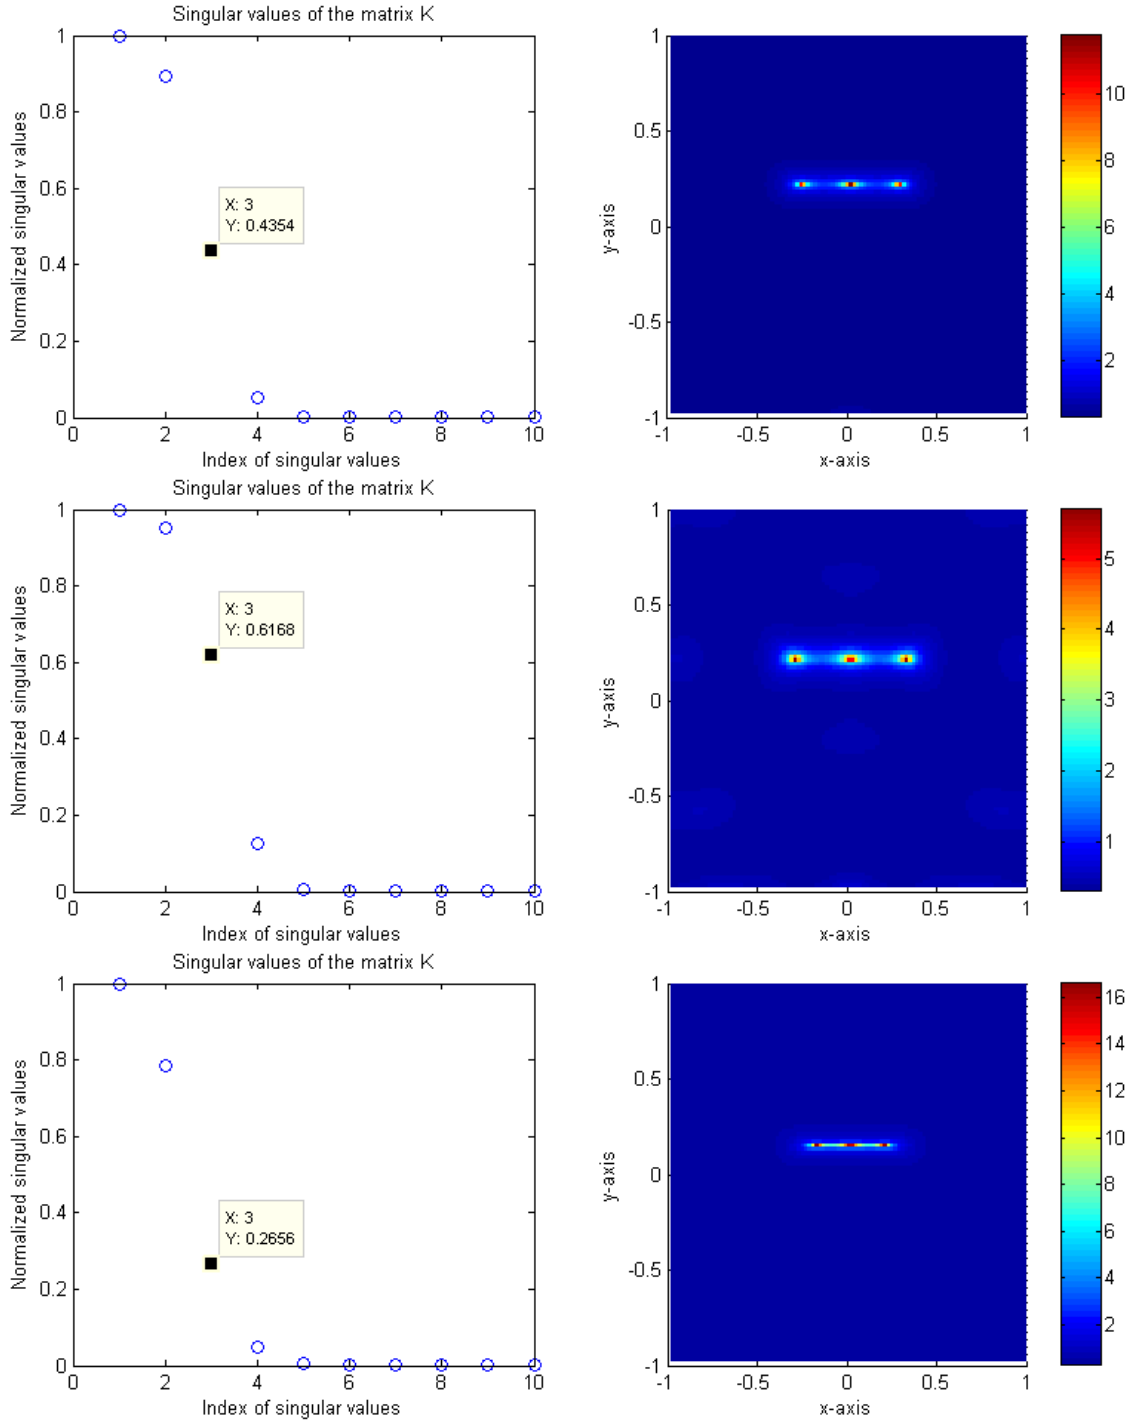 Singular values of the matrix K
1
0.8
0.6
0.4
0.2
0
Normalized singular values
X: 3
Y: 0.4354
0 2 4 6 8 10
Index of singular values
1
0.5
0
-0.5
-1
y-axis
-1 -0.5 0 0.5 1
x-axis
10
8
6
4
2
Singular values of the matrix K
1
0.8
0.6
0.4
0.2
0
Normalized singular values
X: 3
Y: 0.6168
0 2 4 6 8 10
Index of singular values
1
0.5
0
-0.5
-1
y-axis
-1 -0.5 0 0.5 1
x-axis
5
4
3
2
1
Singular values of the matrix K
1
0.8
0.6
0.4
0.2
0
Normalized singular values
X: 3
Y: 0.2656
0 2 4 6 8 10
Index of singular values
1
0.5
0
-0.5
-1
y-axis
-1 -0.5 0 0.5 1
x-axis
16
14
12
10
8
6
4
2